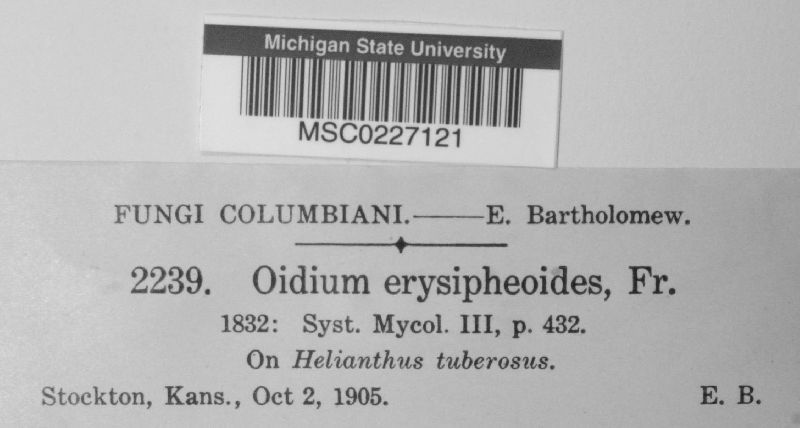 Michigan State University
MSC0227121
FUNGI COLUMBIANI.——E. Bartholomew.
2239. Oidium erysipheoides, Fr.
1832: Syst. Mycol. III, p. 432.
On Helianthus tuberosus.
Stockton, Kans., Oct 2, 1905. E. B.